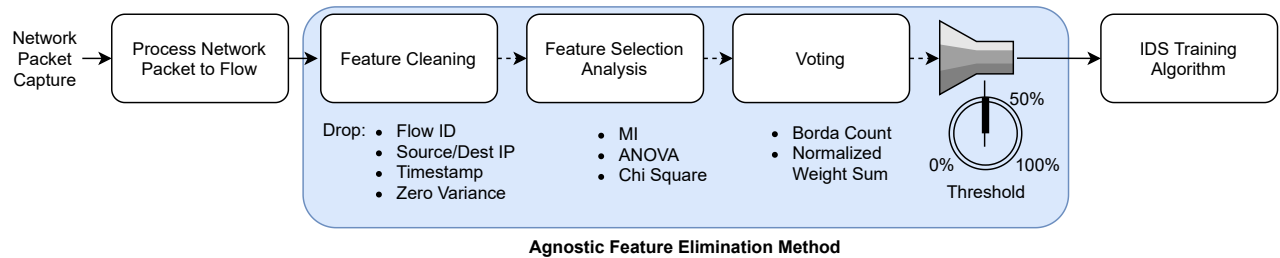 Network
Packet
Capture
Process Network
Packet to Flow
Feature Cleaning
Feature Selection
Analysis
Voting
IDS Training
Algorithm
Drop:
• Flow ID
• Source/Dest IP
• Timestamp
• Zero Variance
• MI
• ANOVA
• Chi Square
• Borda Count
• Normalized
Weight Sum
50%
0%
100%
Threshold
Agnostic Feature Elimination Method